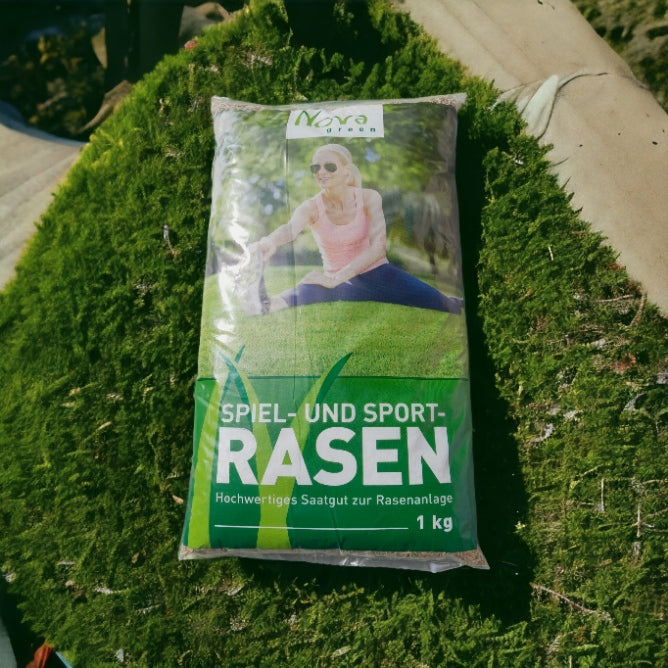 Nova
green
SPIEL- UND SPORT-
RASEN
Hochwertiges Saatgut zur Rasenanlage
1 kg